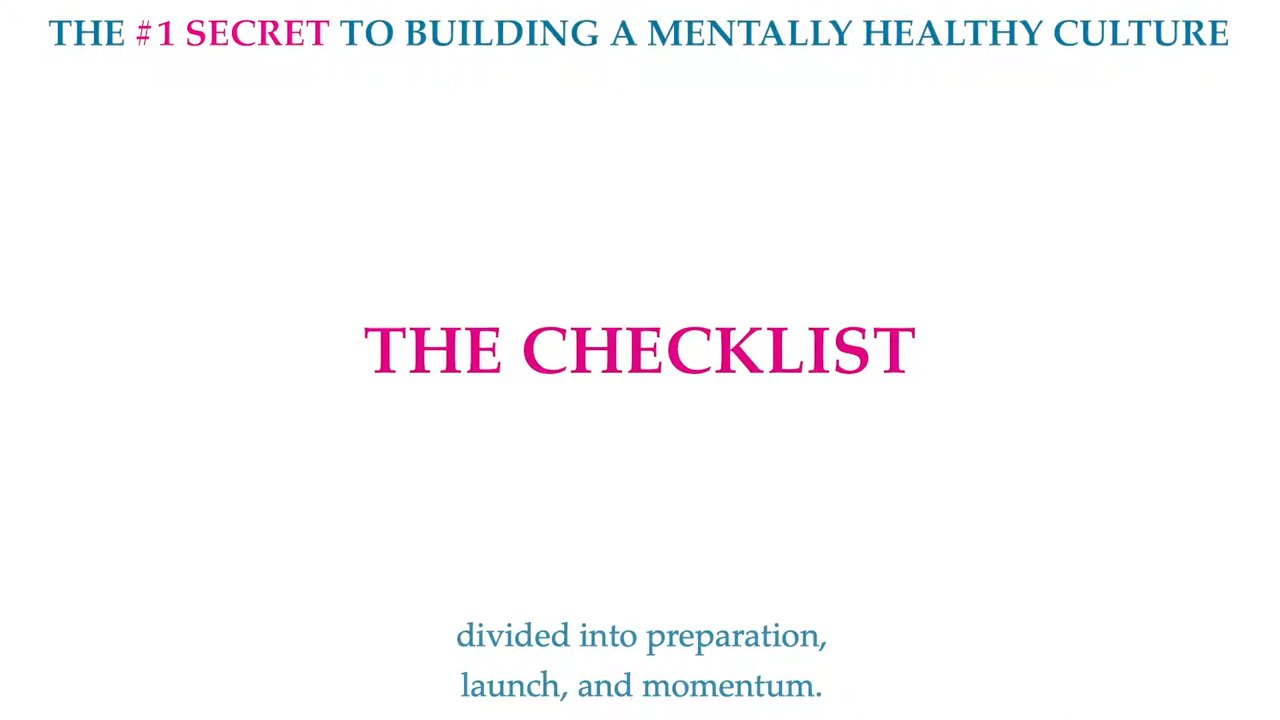 THE #1 SECRET TO BUILDING A MENTALLY HEALTHY CULTURE
THE CHECKLIST
divided into preparation,
launch, and momentum.